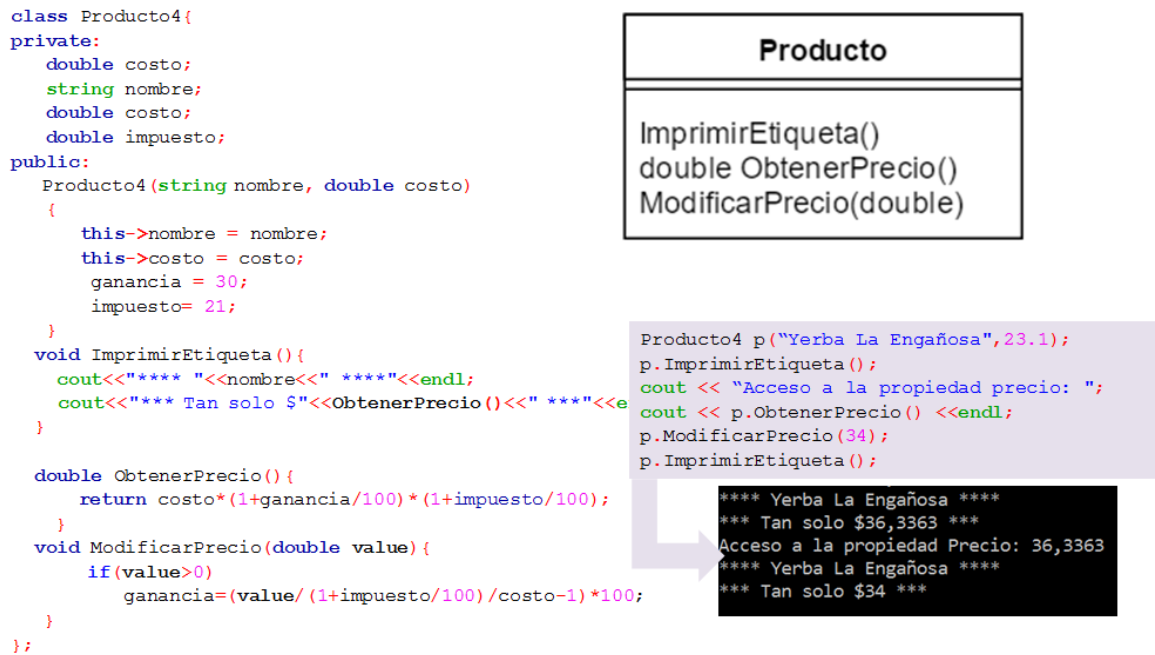 class Producto4{
private:
double costo;
string nombre;
double costo;
double impuesto;
public:
Producto4(string nombre, double costo)
{
this->nombre = nombre;
this->costo = costo;
ganancia = 30;
impuesto= 21;
}
void ImprimirEtiqueta(){
cout<<"**** "<<nombre<<" ****"<<endl;
cout<<"*** Tan solo $"<<ObtenerPrecio()<<" ***"<<e
}
double ObtenerPrecio(){
return costo*(1+ganancia/100)*(1+impuesto/100);
}
void ModificarPrecio(double value){
if(value>0)
ganancia=(value/(1+impuesto/100)/costo-1)*100;
}
};
Producto
ImprimirEtiqueta()
double ObtenerPrecio()
ModificarPrecio(double)
Producto4 p(“Yerba La Engañosa",23.1);
p.ImprimirEtiqueta();
cout << “Acceso a la propiedad precio: ";
cout << p.ObtenerPrecio() <<endl;
p.ModificarPrecio(34);
p.ImprimirEtiqueta();
**** Yerba La Engañosa ****
*** Tan solo $36,3363 ***
Acceso a la propiedad Precio: 36,3363
**** Yerba La Engañosa ****
*** Tan solo $34 ***